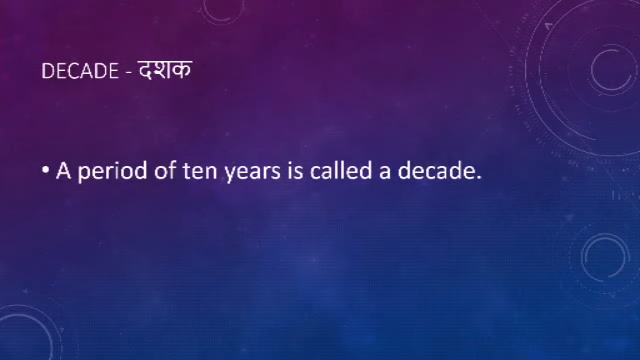 DECADE - दशक
• A period of ten years is called a decade.